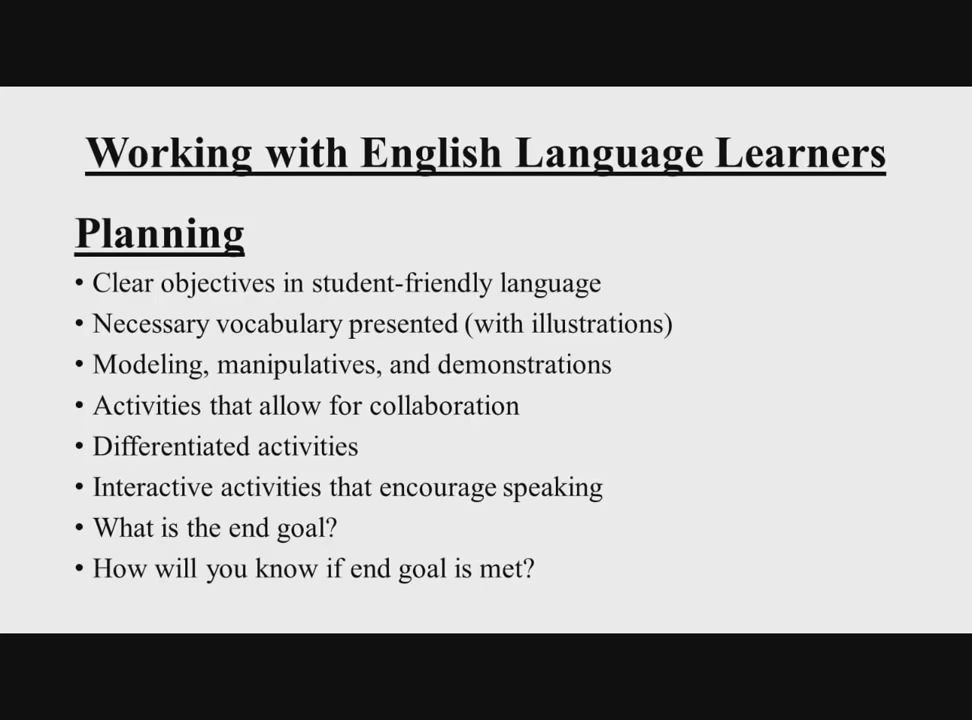 Working with English Language Learners
Planning
• Clear objectives in student-friendly language
• Necessary vocabulary presented (with illustrations)
• Modeling, manipulatives, and demonstrations
• Activities that allow for collaboration
• Differentiated activities
• Interactive activities that encourage speaking
• What is the end goal?
• How will you know if end goal is met?